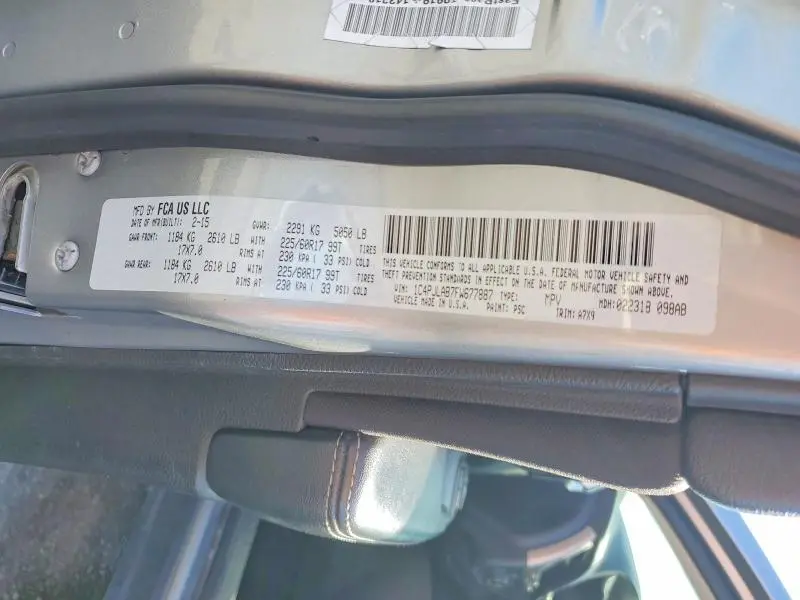 MFD BY FCA US LLC
DATE OF MFR(BUILT): 2-15 GVWR: 2291 KG 5050 LB
GAWR FRONT: 1184 KG 2610 LB WITH 225/60R17 99T TIRES
17X7.0 RIMS AT 230 KPA ( 33 PSI) COLD
GAWR REAR: 1184 KG 2610 LB WITH 225/60R17 99T TIRES
17X7.0 RIMS AT 230 KPA ( 33 PSI) COLD
THIS VEHICLE CONFORMS TO ALL APPLICABLE U.S.A. FEDERAL MOTOR VEHICLE SAFETY AND
THEFT PREVENTION STANDARDS IN EFFECT ON THE DATE OF MANUFACTURE SHOWN ABOVE.
VIN: 1C4PJLAB7FW677887 TYPE: MPV MDH: 022318 098AB
VEHICLE MADE IN U.S.A. PAINT: PSC TRIM: A7X9